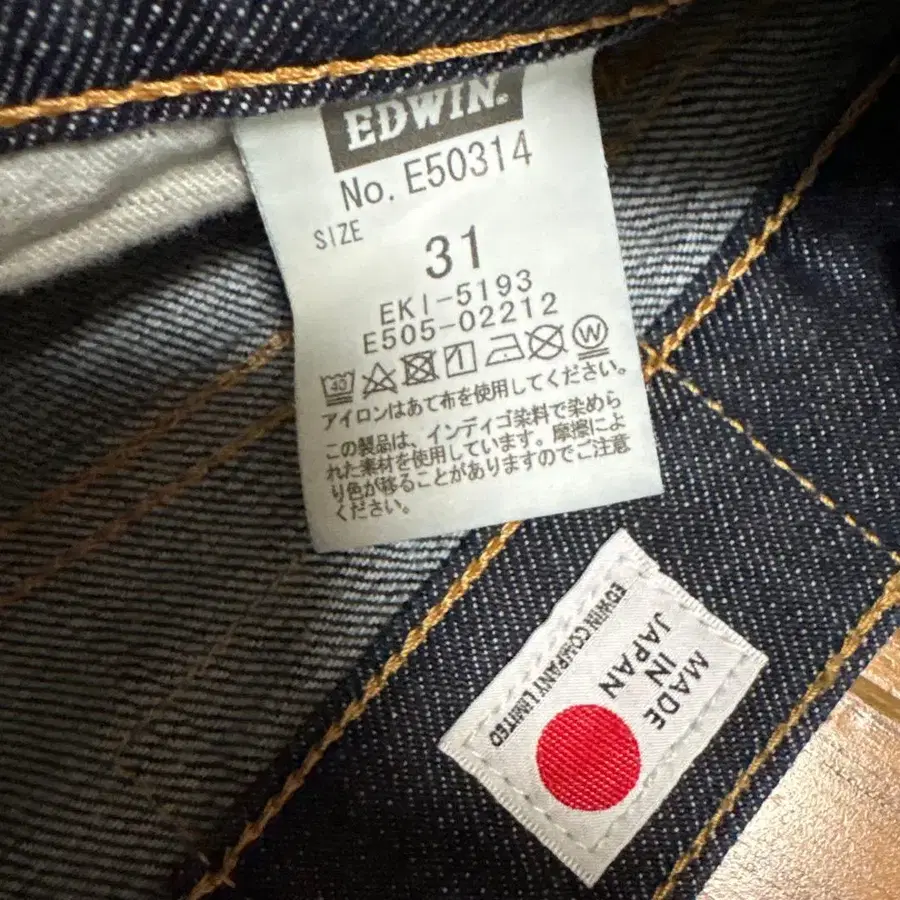 EDWIN.
No. E50314
SIZE
31
EKI-5193
E505-02212
40 1 W
アイロンはあて布を使用してください。
この製品は、インディゴ染料で染めら
れた素材を使用しています。摩擦によ
り色が移ることがありますのでご注意
ください。
MADE
IN
JAPAN
EDWIN COMPANY LIMITED